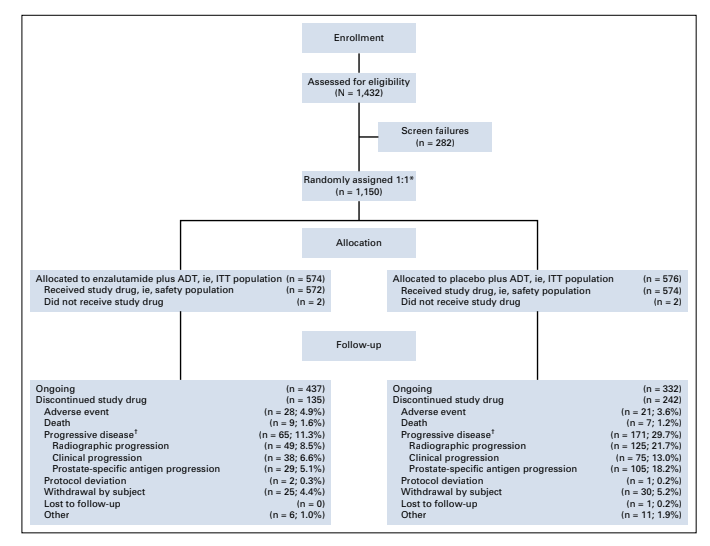 Enrollment
Assessed for eligibility
(N = 1,432)
Screen failures
(n = 282)
Randomly assigned 1:1*
(n = 1,150)
Allocation
Allocated to enzalutamide plus ADT, ie, ITT population (n = 574)
Received study drug, ie, safety population (n = 572)
Did not receive study drug (n = 2)
Allocated to placebo plus ADT, ie, ITT population (n = 576)
Received study drug, ie, safety population (n = 574)
Did not receive study drug (n = 2)
Follow-up
Ongoing (n = 437)
Discontinued study drug (n = 135)
Adverse event (n = 28; 4.9%)
Death (n = 9; 1.6%)
Progressive disease† (n = 65; 11.3%)
Radiographic progression (n = 49; 8.5%)
Clinical progression (n = 38; 6.6%)
Prostate-specific antigen progression (n = 29; 5.1%)
Protocol deviation (n = 2; 0.3%)
Withdrawal by subject (n = 25; 4.4%)
Lost to follow-up (n = 0)
Other (n = 6; 1.0%)
Ongoing (n = 332)
Discontinued study drug (n = 242)
Adverse event (n = 21; 3.6%)
Death (n = 7; 1.2%)
Progressive disease† (n = 171; 29.7%)
Radiographic progression (n = 125; 21.7%)
Clinical progression (n = 75; 13.0%)
Prostate-specific antigen progression (n = 105; 18.2%)
Protocol deviation (n = 1; 0.2%)
Withdrawal by subject (n = 30; 5.2%)
Lost to follow-up (n = 1; 0.2%)
Other (n = 11; 1.9%)